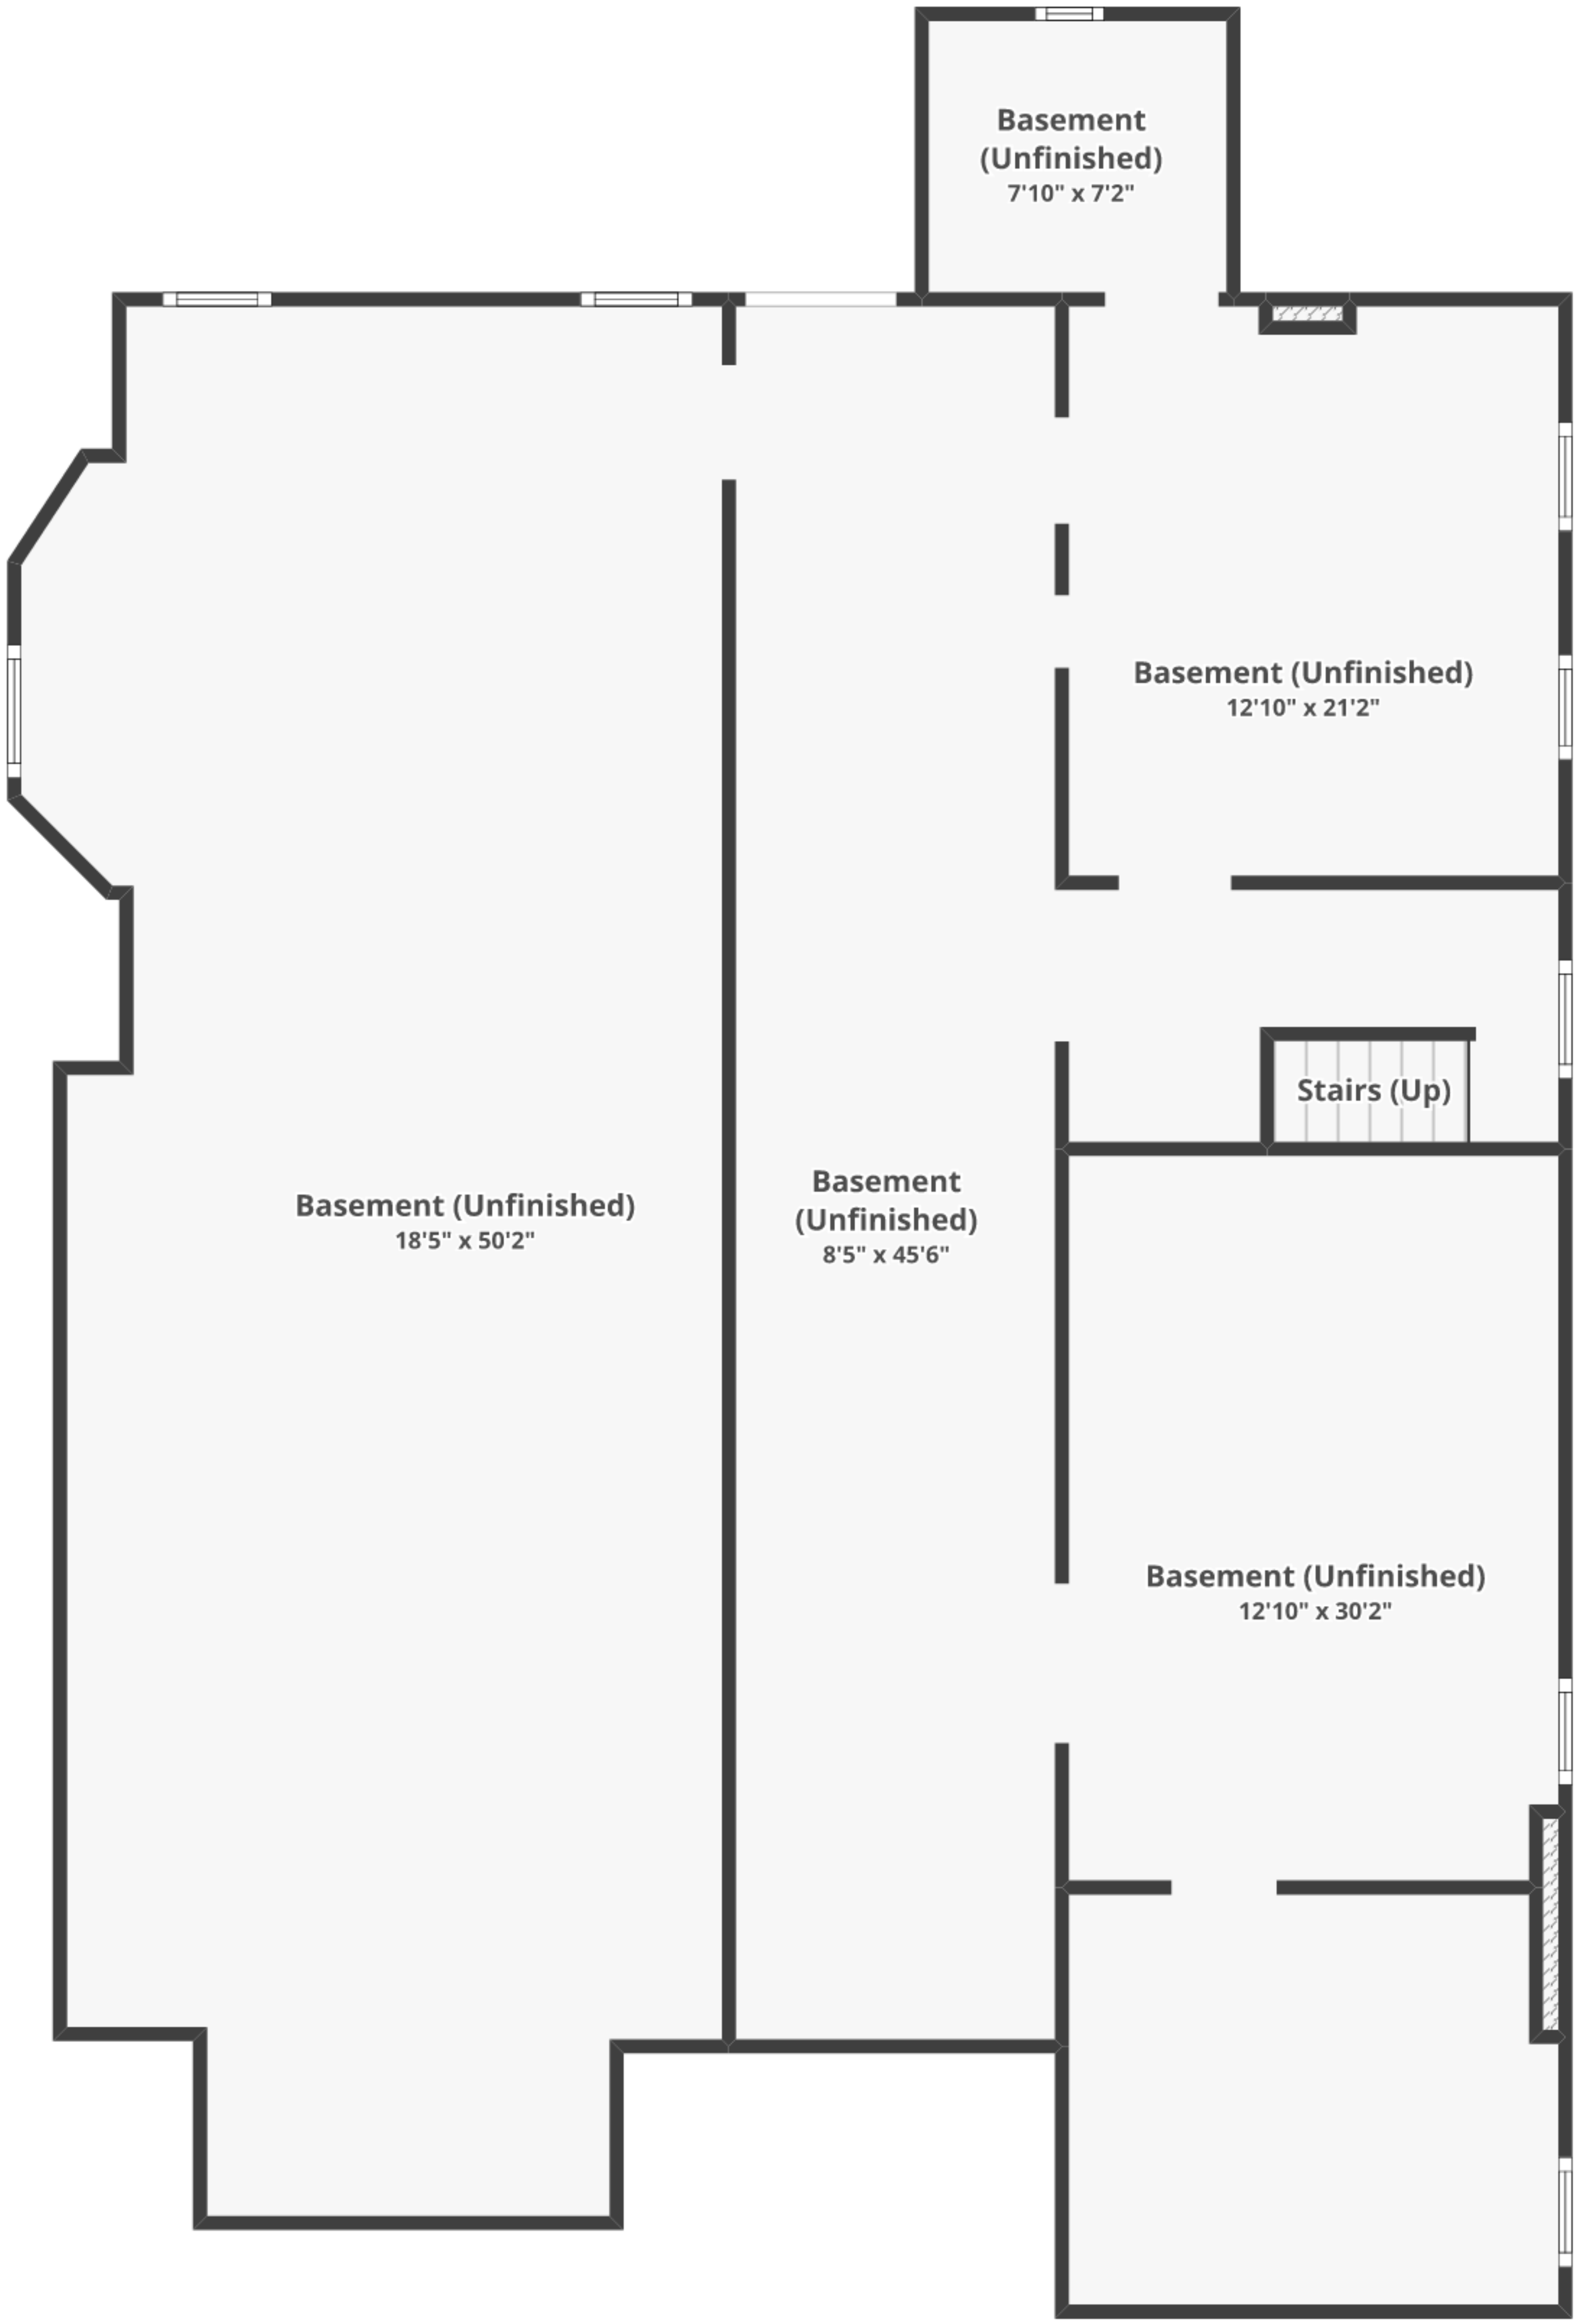 Basement
(Unfinished)
7'10" x 7'2"
Basement (Unfinished)
12'10" x 21'2"
Stairs (Up)
Basement (Unfinished)
18'5" x 50'2"
Basement
(Unfinished)
8'5" x 45'6"
Basement (Unfinished)
12'10" x 30'2"